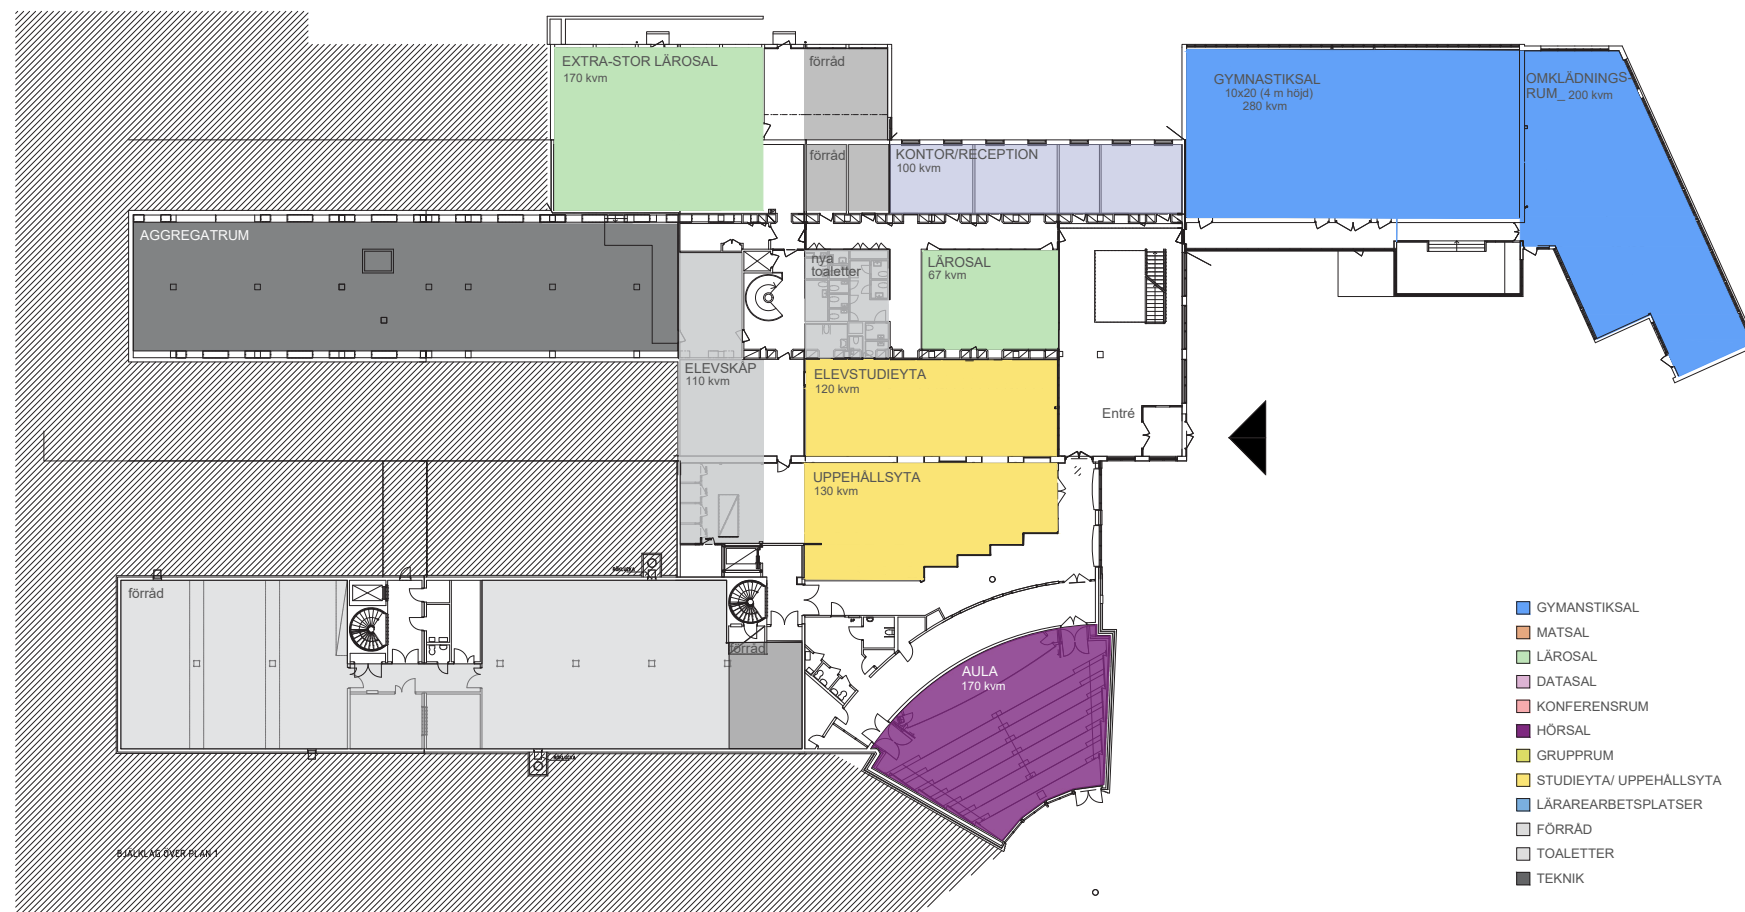 EXTRA-STOR LÄROSAL
170 kvm
förråd
GYMNASTIKSAL
10x20 (4 m höjd)
280 kvm
OMKLÄDNINGS-
RUM_ 200 kvm
förråd
KONTOR/RECEPTION
100 kvm
AGGREGATRUM
nya
toaletter
LÄROSAL
67 kvm
ELEVSKÅP
110 kvm
ELEVSTUDIEYTA
120 kvm
Entré
UPPEHÅLLSYTA
130 kvm
förråd
förråd
AULA
170 kvm
BJÄLKLAG ÖVER PLAN 1
GYMANSTIKSAL
MATSAL
LÄROSAL
DATASAL
KONFERENSRUM
HÖRSAL
GRUPPRUM
STUDIEYTA/ UPPEHÅLLSYTA
LÄRAREARBETSPLATSER
FÖRRÅD
TOALETTER
TEKNIK